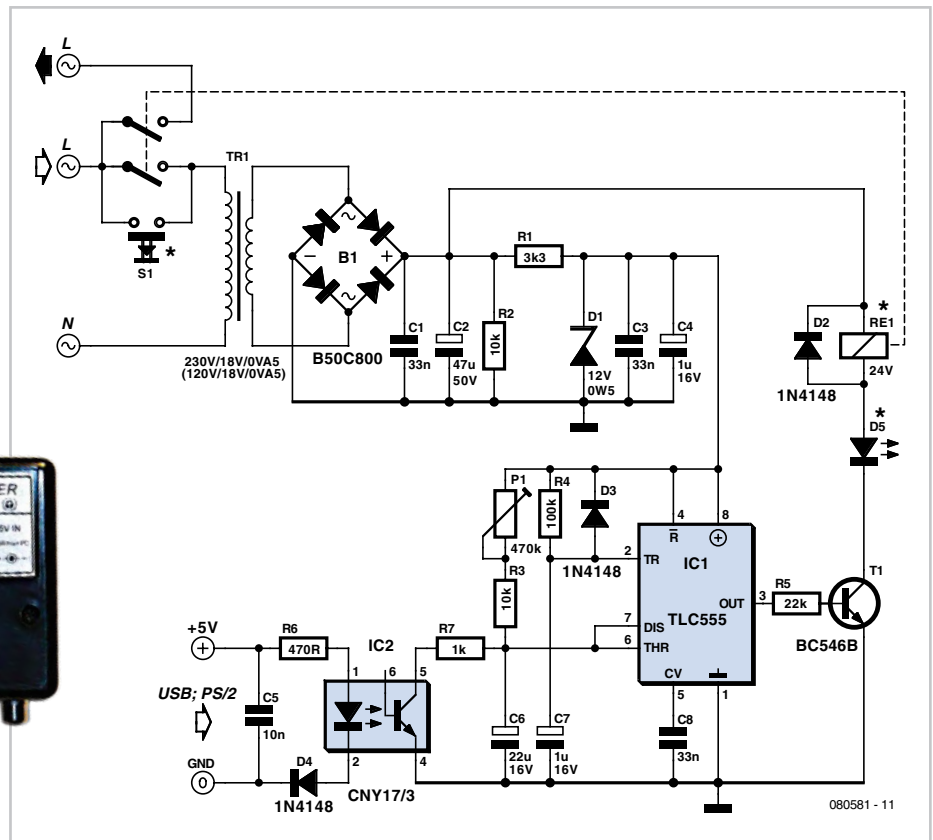 L
L
TR1
S1
*
N
230V/18V/0VA5
(120V/18V/0VA5)
B1
−
+
B50C800
C1
33n
C2
47u
50V
R2
10k
R1
3k3
D1
12V
0W5
C3
33n
C4
1u
16V
D2
1N4148
*
RE1
24V
*
D5
P1
470k
R4
100k
D3
1N4148
R3
10k
4
8
R
2
TR
IC1
7
DIS
6
THR
TLC555
OUT
3
CV
5
1
R5
22k
T1
BC546B
ER
5V IN
+5V
+
R6
470R
IC2
1
6
5
2
4
CNY17/3
R7
1k
USB; PS/2
C5
10n
GND
0
D4
1N4148
C6
22u
16V
C7
1u
16V
C8
33n
080581 - 11